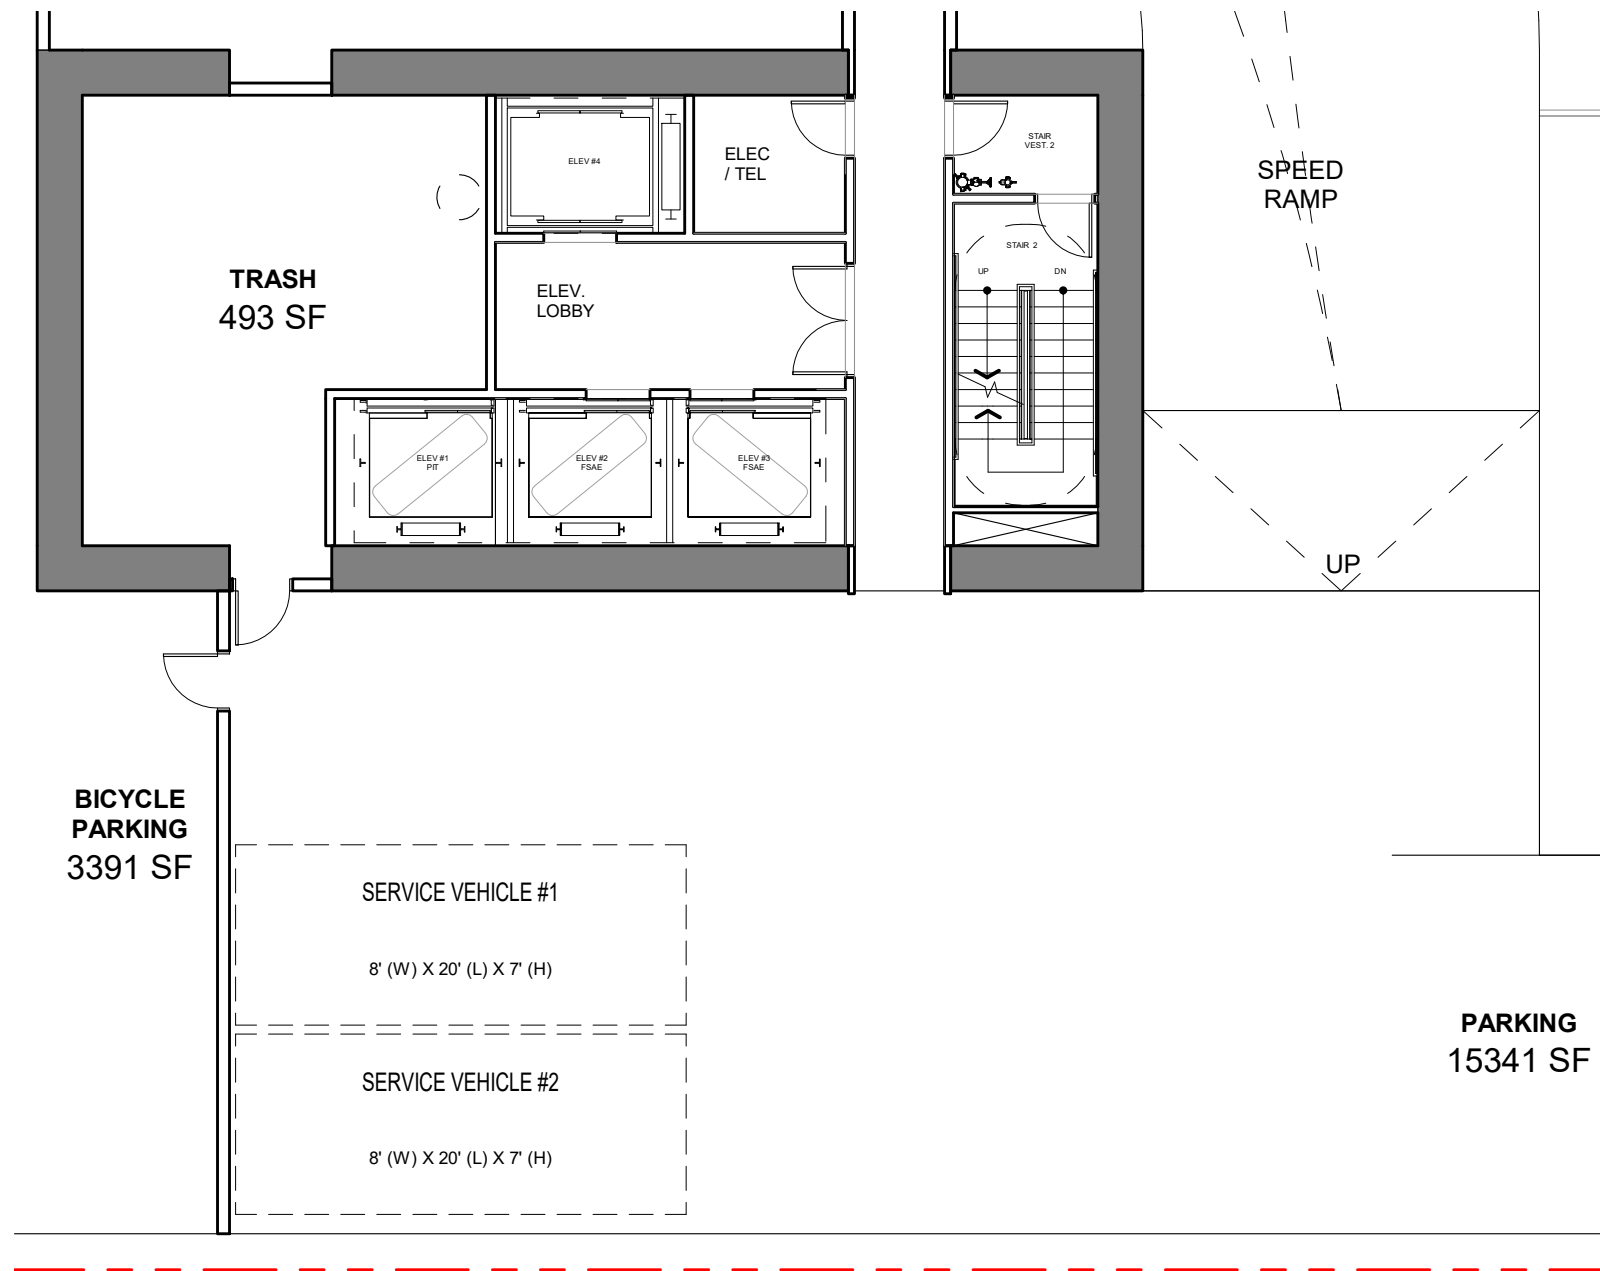 ELEV #4
ELEC
/ TEL
STAIR
VEST. 2
SPEED
RAMP
STAIR 2
UP
DN
TRASH
493 SF
ELEV.
LOBBY
ELEV #1
PIT
ELEV #2
FSAE
ELEV #3
FSAE
UP
BICYCLE
PARKING
3391 SF
SERVICE VEHICLE #1
8' (W) X 20' (L) X 7' (H)
SERVICE VEHICLE #2
8' (W) X 20' (L) X 7' (H)
PARKING
15341 SF